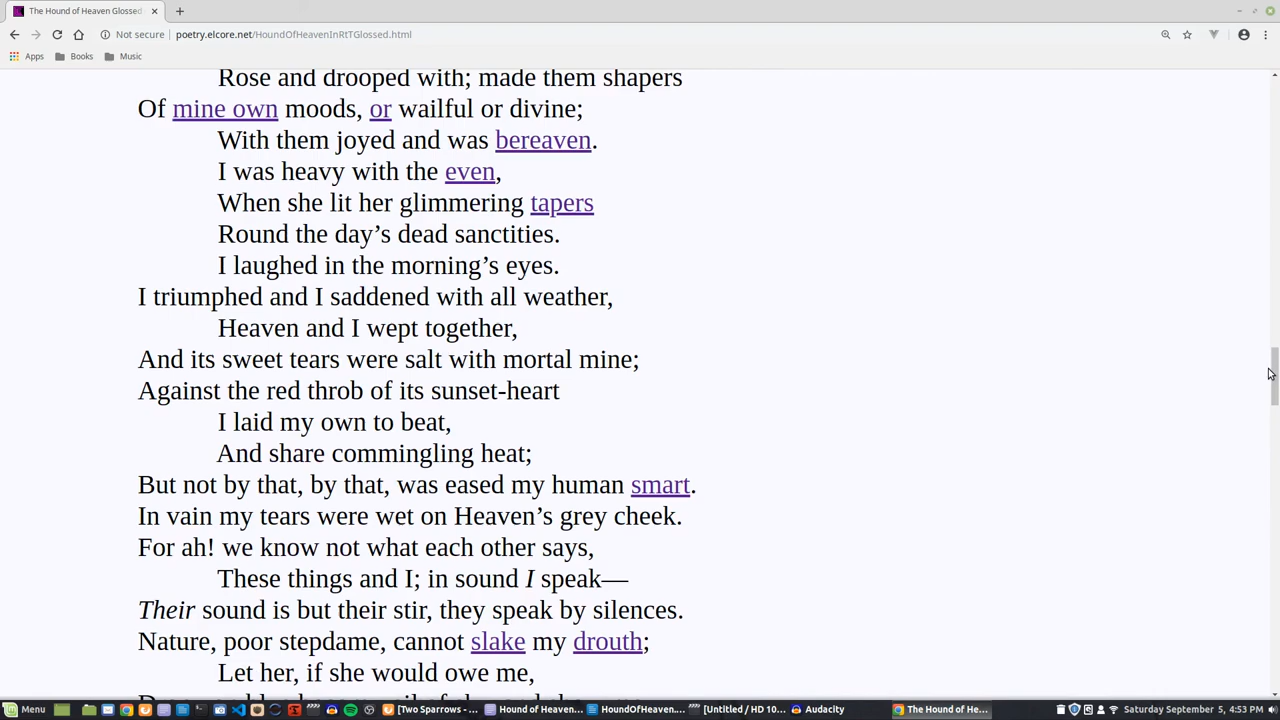 The Hound of Heaven Glossed
Not secure
poetry.elcore.net/HoundOfHeavenInRtTGlossed.html
Apps
Books
Music
Rose and drooped with; made them shapers
Of mine own moods, or wailful or divine;
With them joyed and was bereaven.
I was heavy with the even,
When she lit her glimmering tapers
Round the day’s dead sanctities.
I laughed in the morning’s eyes.
I triumphed and I saddened with all weather,
Heaven and I wept together,
And its sweet tears were salt with mortal mine;
Against the red throb of its sunset-heart
I laid my own to beat,
And share commingling heat;
But not by that, by that, was eased my human smart.
In vain my tears were wet on Heaven’s grey cheek.
For ah! we know not what each other says,
These things and I; in sound I speak—
Their sound is but their stir, they speak by silences.
Nature, poor stepdame, cannot slake my drouth;
Let her, if she would owe me,
Menu
[Two Sparrows - ...
Hound of Heaven...
HoundOfHeaven....
[Untitled / HD 10...
Audacity
The Hound of He...
Saturday September 5, 4:53 PM